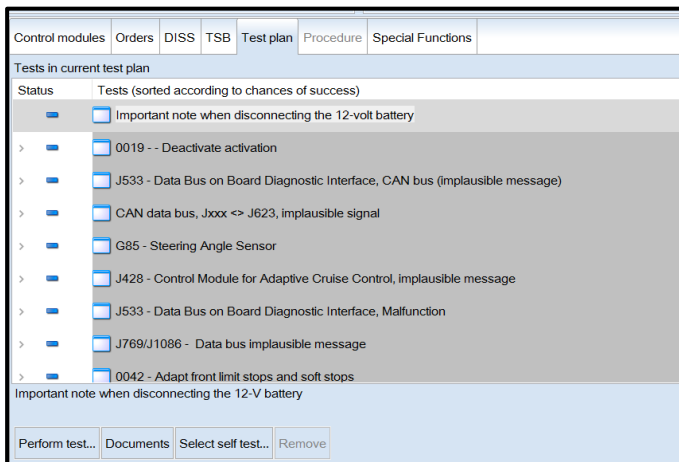 Control modules Orders DISS TSB Test plan Procedure Special Functions
Tests in current test plan
Status Tests (sorted according to chances of success)
Important note when disconnecting the 12-volt battery
0019 - - Deactivate activation
J533 - Data Bus on Board Diagnostic Interface, CAN bus (implausible message)
CAN data bus, Jxxx <> J623, implausible signal
G85 - Steering Angle Sensor
J428 - Control Module for Adaptive Cruise Control, implausible message
J533 - Data Bus on Board Diagnostic Interface, Malfunction
J769/J1086 - Data bus implausible message
0042 - Adapt front limit stops and soft stops
Important note when disconnecting the 12-V battery
Perform test... Documents Select self test... Remove